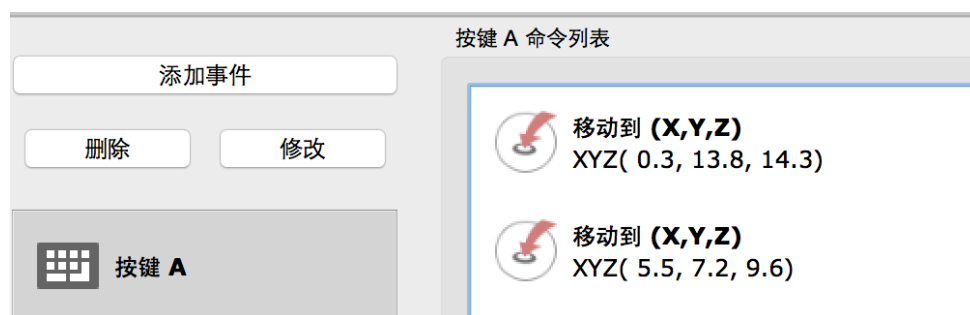 按键 A 命令列表
添加事件
删除
修改
按键 A
移动到 (X,Y,Z)
XYZ( 0.3, 13.8, 14.3)
移动到 (X,Y,Z)
XYZ( 5.5, 7.2, 9.6)